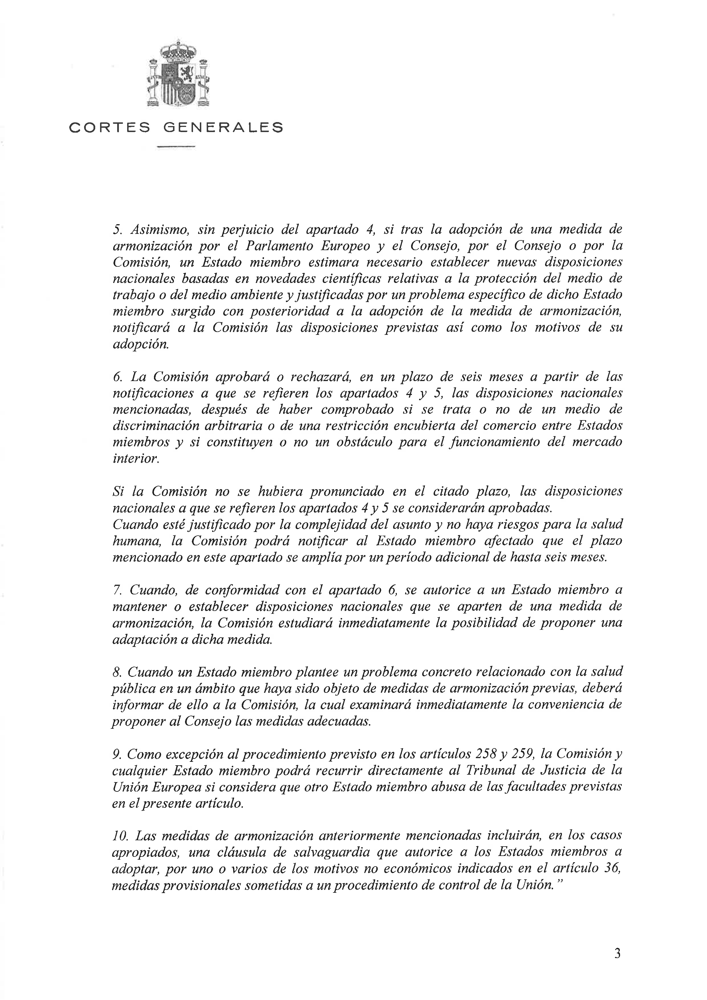 CORTES GENERALES
5. Asimismo, sin perjuicio del apartado 4, si tras la adopción de una medida de
armonización por el Parlamento Europeo y el Consejo, por el Consejo o por la
Comisión, un Estado miembro estimara necesario establecer nuevas disposiciones
nacionales basadas en novedades científicas relativas a la protección del medio de
trabajo o del medio ambiente y justificadas por un problema específico de dicho Estado
miembro surgido con posterioridad a la adopción de la medida de armonización,
notificará a la Comisión las disposiciones previstas así como los motivos de su
adopción.
6. La Comisión aprobará o rechazará, en un plazo de seis meses a partir de las
notificaciones a que se refieren los apartados 4 y 5, las disposiciones nacionales
mencionadas, después de haber comprobado si se trata o no de un medio de
discriminación arbitraria o de una restricción encubierta del comercio entre Estados
miembros y si constituyen o no un obstáculo para el funcionamiento del mercado
interior.
Si la Comisión no se hubiera pronunciado en el citado plazo, las disposiciones
nacionales a que se refieren los apartados 4 y 5 se considerarán aprobadas.
Cuando esté justificado por la complejidad del asunto y no haya riesgos para la salud
humana, la Comisión podrá notificar al Estado miembro afectado que el plazo
mencionado en este apartado se amplía por un período adicional de hasta seis meses.
7. Cuando, de conformidad con el apartado 6, se autorice a un Estado miembro a
mantener o establecer disposiciones nacionales que se aparten de una medida de
armonización, la Comisión estudiará inmediatamente la posibilidad de proponer una
adaptación a dicha medida.
8. Cuando un Estado miembro plantee un problema concreto relacionado con la salud
pública en un ámbito que haya sido objeto de medidas de armonización previas, deberá
informar de ello a la Comisión, la cual examinará inmediatamente la conveniencia de
proponer al Consejo las medidas adecuadas.
9. Como excepción al procedimiento previsto en los artículos 258 y 259, la Comisión y
cualquier Estado miembro podrá recurrir directamente al Tribunal de Justicia de la
Unión Europea si considera que otro Estado miembro abusa de las facultades previstas
en el presente artículo.
10. Las medidas de armonización anteriormente mencionadas incluirán, en los casos
apropiados, una cláusula de salvaguardia que autorice a los Estados miembros a
adoptar, por uno o varios de los motivos no económicos indicados en el artículo 36,
medidas provisionales sometidas a un procedimiento de control de la Unión.”
3